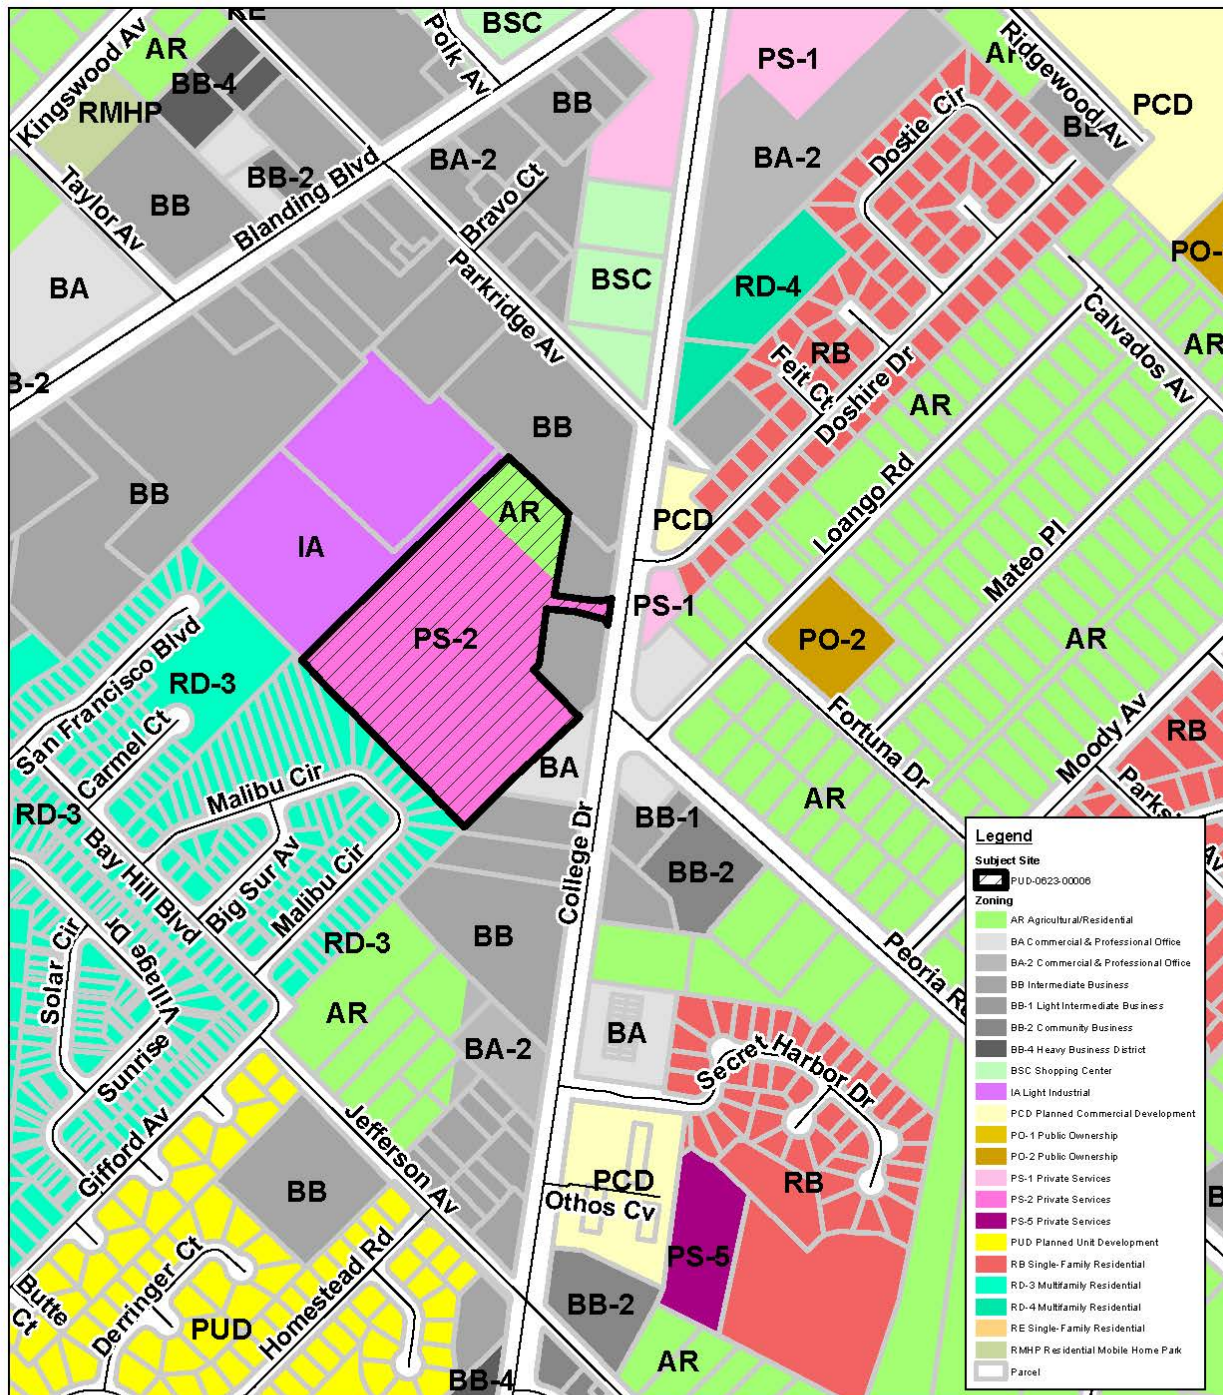 RE
BSC
AR
Kingswood Av
Polk Av
PS-1
AR
Ridgewood Av
BB-4
RMHP
BB
PCD
Dostie Cir
BA-2
BA-2
BB-2
Taylor Av
BB
Blanding Blvd
Bravo Ct
PO-
BA
Parkridge Av
BSC
RD-4
Calvados Av
AR
B-2
RB
Feit Ct
Doshire Dr
AR
BB
BB
AR
PCD
Loango Rd
IA
Mateo Pl
PS-1
PS-2
PO-2
AR
San Francisco Blvd
RD-3
Carmel Ct
Fortuna Dr
Moody Av
RB
Malibu Cir
BA
AR
RD-3
BB-1
BB-2
College Dr
Bay Hill Blvd
Big Sur Av
Malibu Cir
RD-3
BB
Solar Cir
Village Dr
Peoria R
AR
BA
BA-2
Sunrise
Secret Harbor Dr
Gifford Av
Jefferson Av
BB
PCD
RB
Othos Cv
PS-5
Butte
Ct
Derringer Ct
Homestead Rd
PUD
BB-2
AR
BB-4
Legend
Subject Site
PUD-0623-00006
Zoning
AR Agricultural/Residential
BA Commercial & Professional Office
BA-2 Commercial & Professional Office
BB Intermediate Business
BB-1 Light Intermediate Business
BB-2 Community Business
BB-4 Heavy Business District
BSC Shopping Center
IA Light Industrial
PCD Planned Commercial Development
PO-1 Public Ownership
PO-2 Public Ownership
PS-1 Private Services
PS-2 Private Services
PS-5 Private Services
PUD Planned Unit Development
RB Single-Family Residential
RD-3 Multifamily Residential
RD-4 Multifamily Residential
RE Single-Family Residential
RMHP Residential Mobile Home Park
Parcel